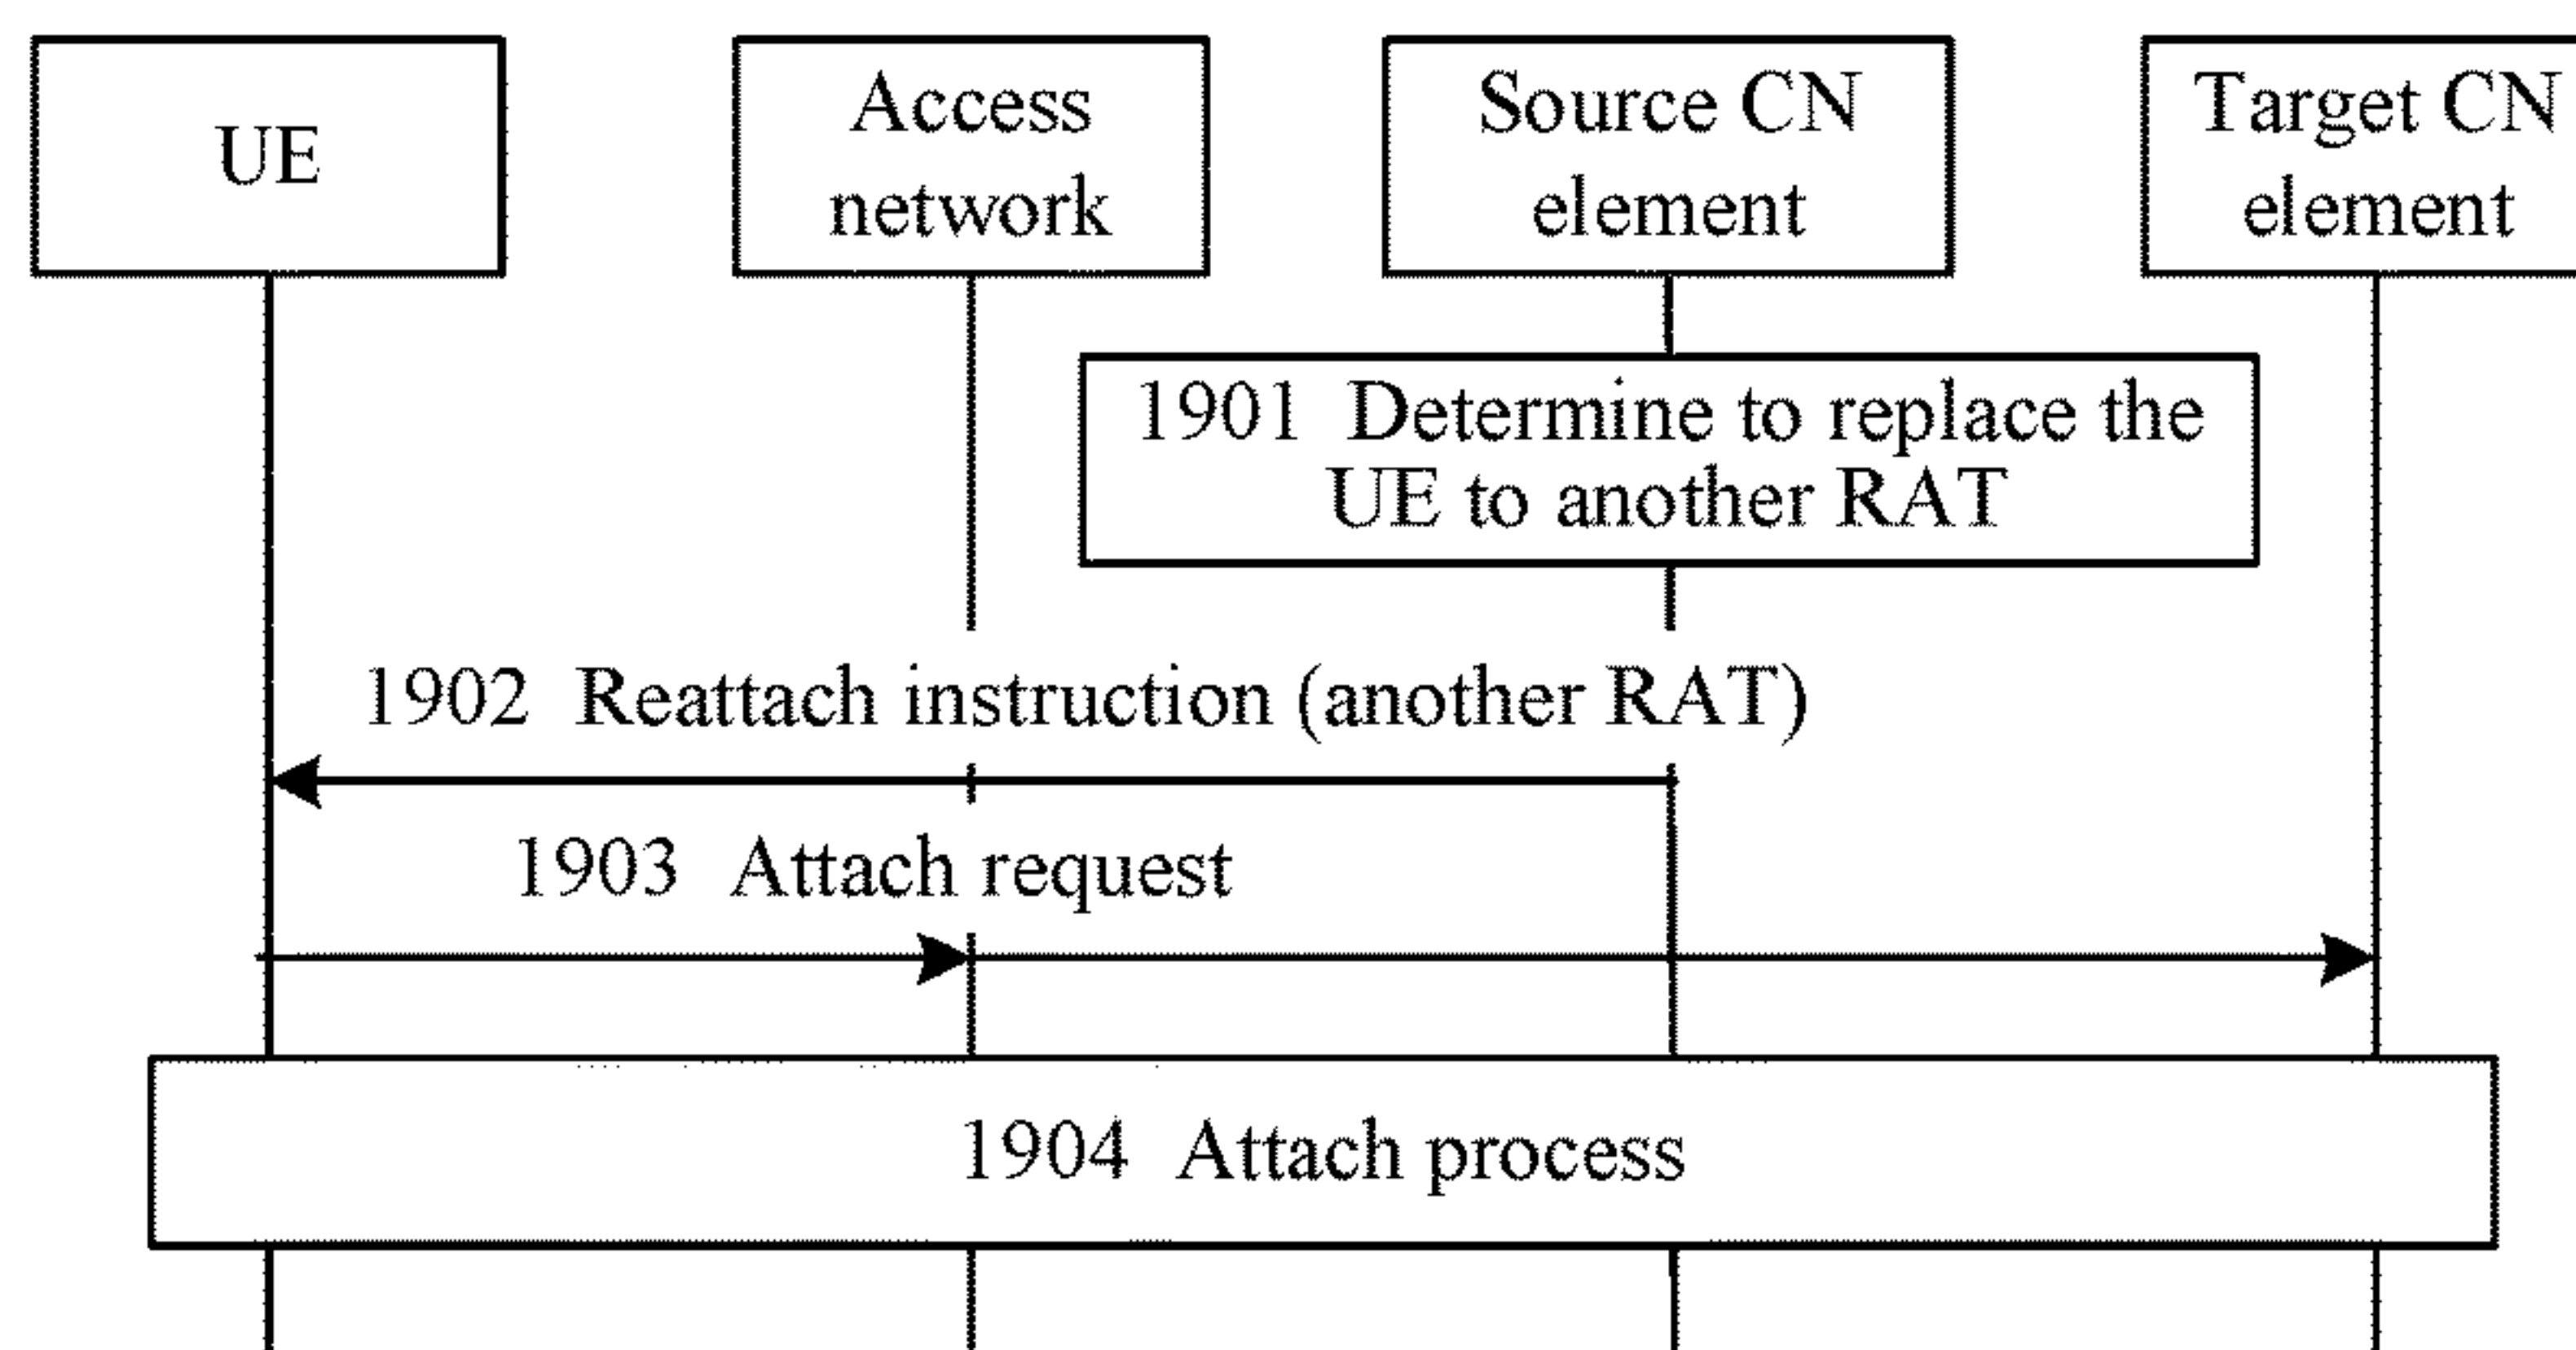 UE
Access
network
Source CN
element
Target CN
element
1901 Determine to replace the
UE to another RAT
1902 Reattach instruction (another RAT)
1903 Attach request
1904 Attach process